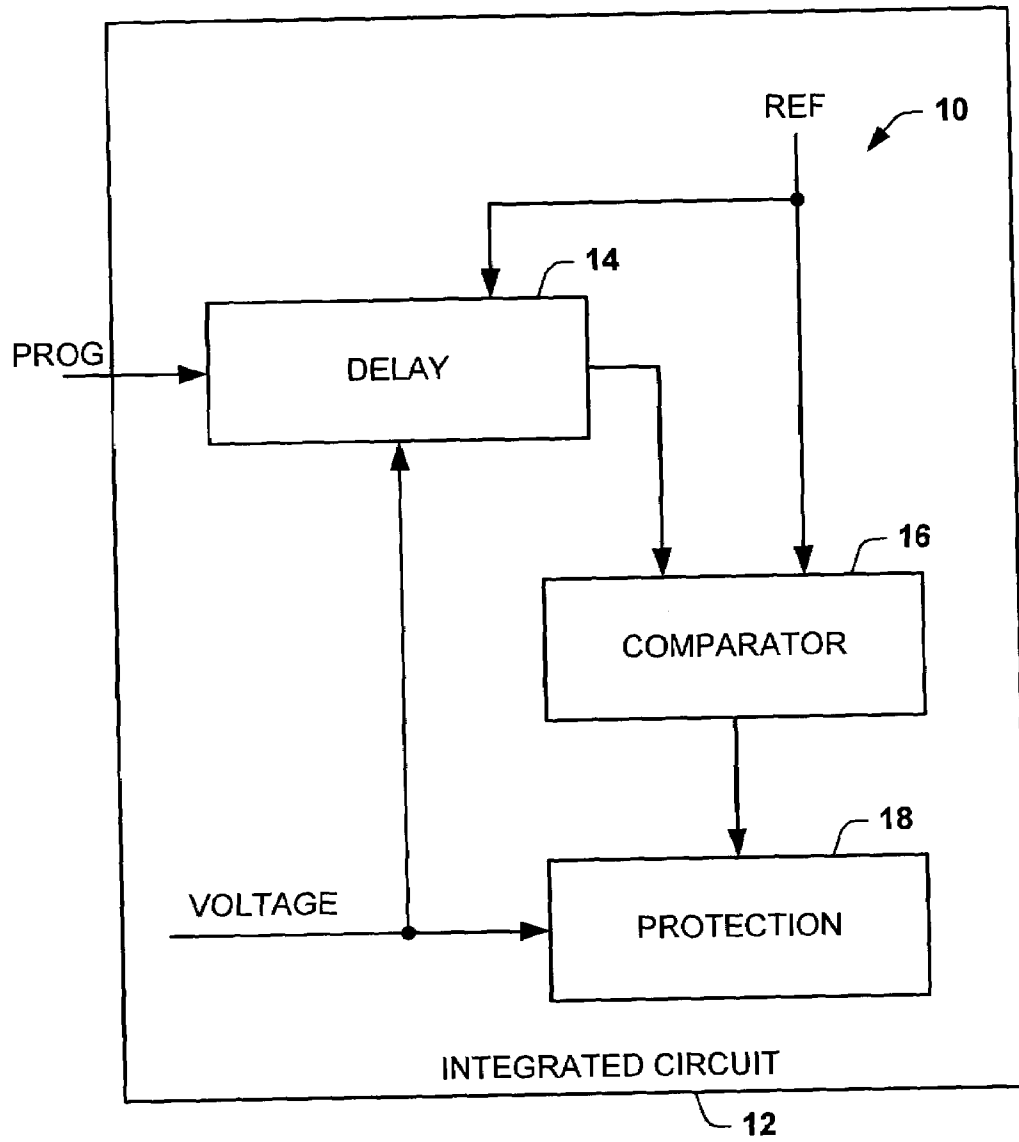 REF
10
14
PROG
DELAY
16
COMPARATOR
18
VOLTAGE
PROTECTION
INTEGRATED CIRCUIT
12